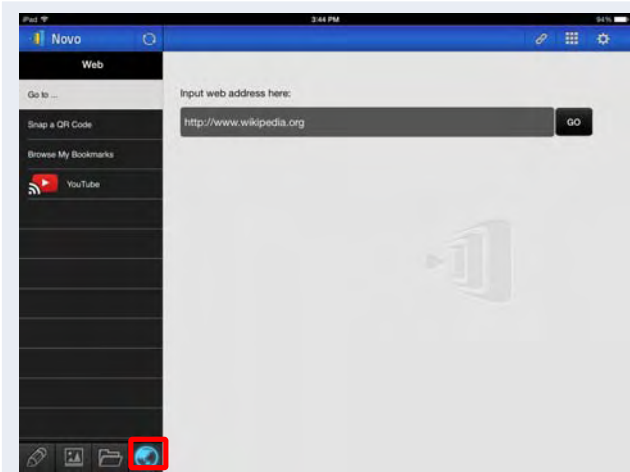 iPad 3:44 PM 94%
Novo
Web
Go to ...
Input web address here:
http://www.wikipedia.org GO
Snap a QR Code
Browse My Bookmarks
YouTube